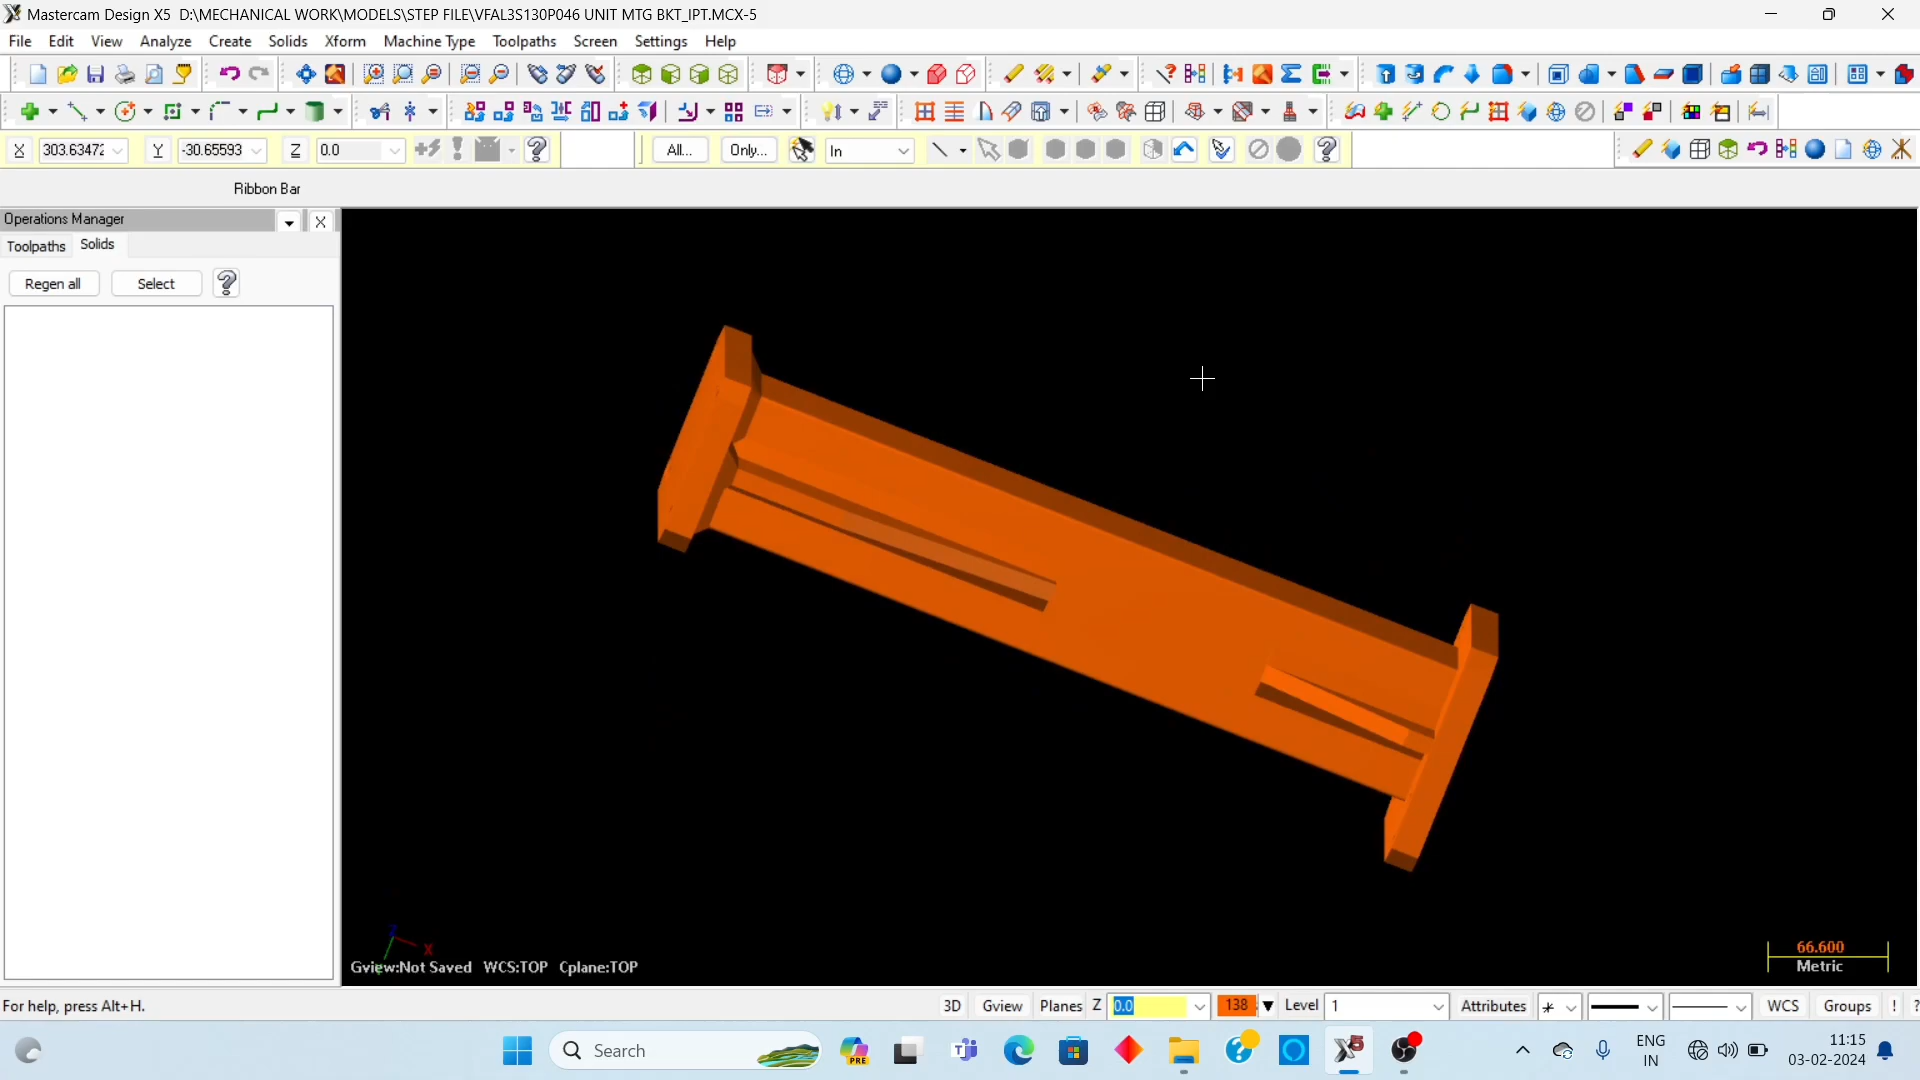 Mastercam Design X5 D:\MECHANICAL WORK\MODELS\STEP FILE\VFAL3S130P046 UNIT MTG BKT_IPT.MCX-5
File Edit View Analyze Create Solids Xform Machine Type Toolpaths Screen Settings Help
X 303.63472 Y -30.65593 Z 0.0 All... Only... In
Ribbon Bar
Operations Manager
Toolpaths Solids
Regen all Select
Gview:Not Saved WCS:TOP Cplane:TOP
Z
X
66.600
Metric
For help, press Alt+H.
3D Gview Planes Z 0.0 138 Level 1 Attributes WCS Groups ! ?
Search
PRE
ENG
IN
11:15
03-02-2024